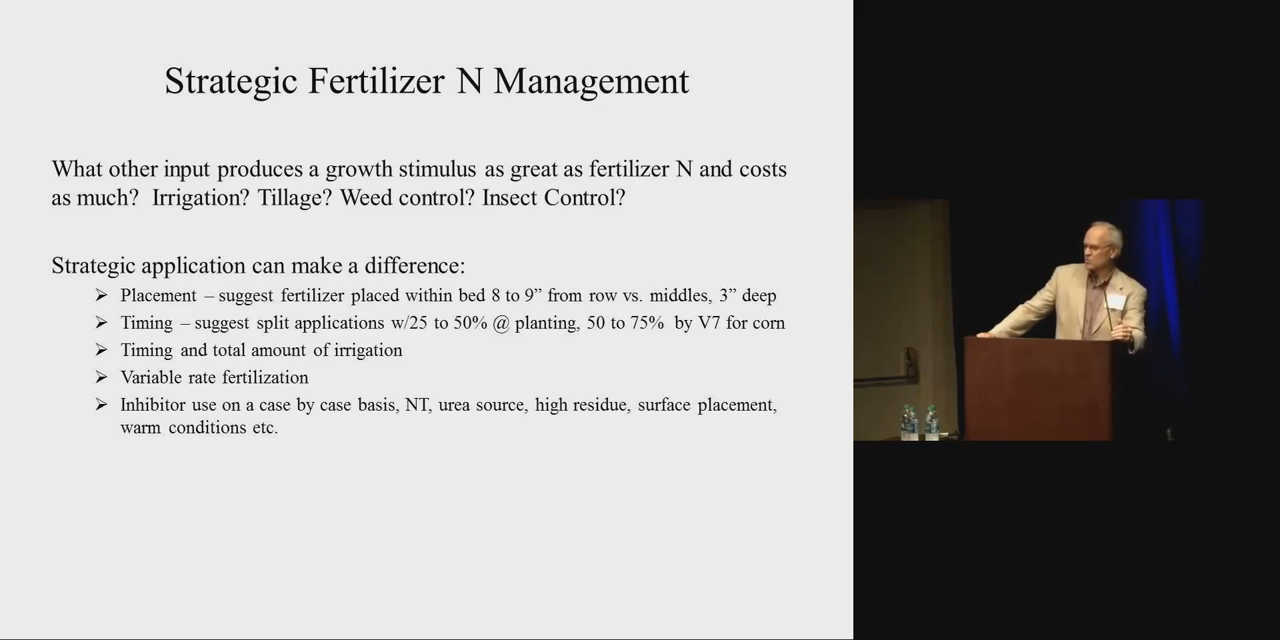 Strategic Fertilizer N Management
What other input produces a growth stimulus as great as fertilizer N and costs
as much?  Irrigation? Tillage? Weed control? Insect Control?
Strategic application can make a difference:
➢ Placement – suggest fertilizer placed within bed 8 to 9” from row vs. middles, 3” deep
➢ Timing – suggest split applications w/25 to 50% @ planting, 50 to 75%  by V7 for corn
➢ Timing and total amount of irrigation
➢ Variable rate fertilization
➢ Inhibitor use on a case by case basis, NT, urea source, high residue, surface placement,
warm conditions etc.